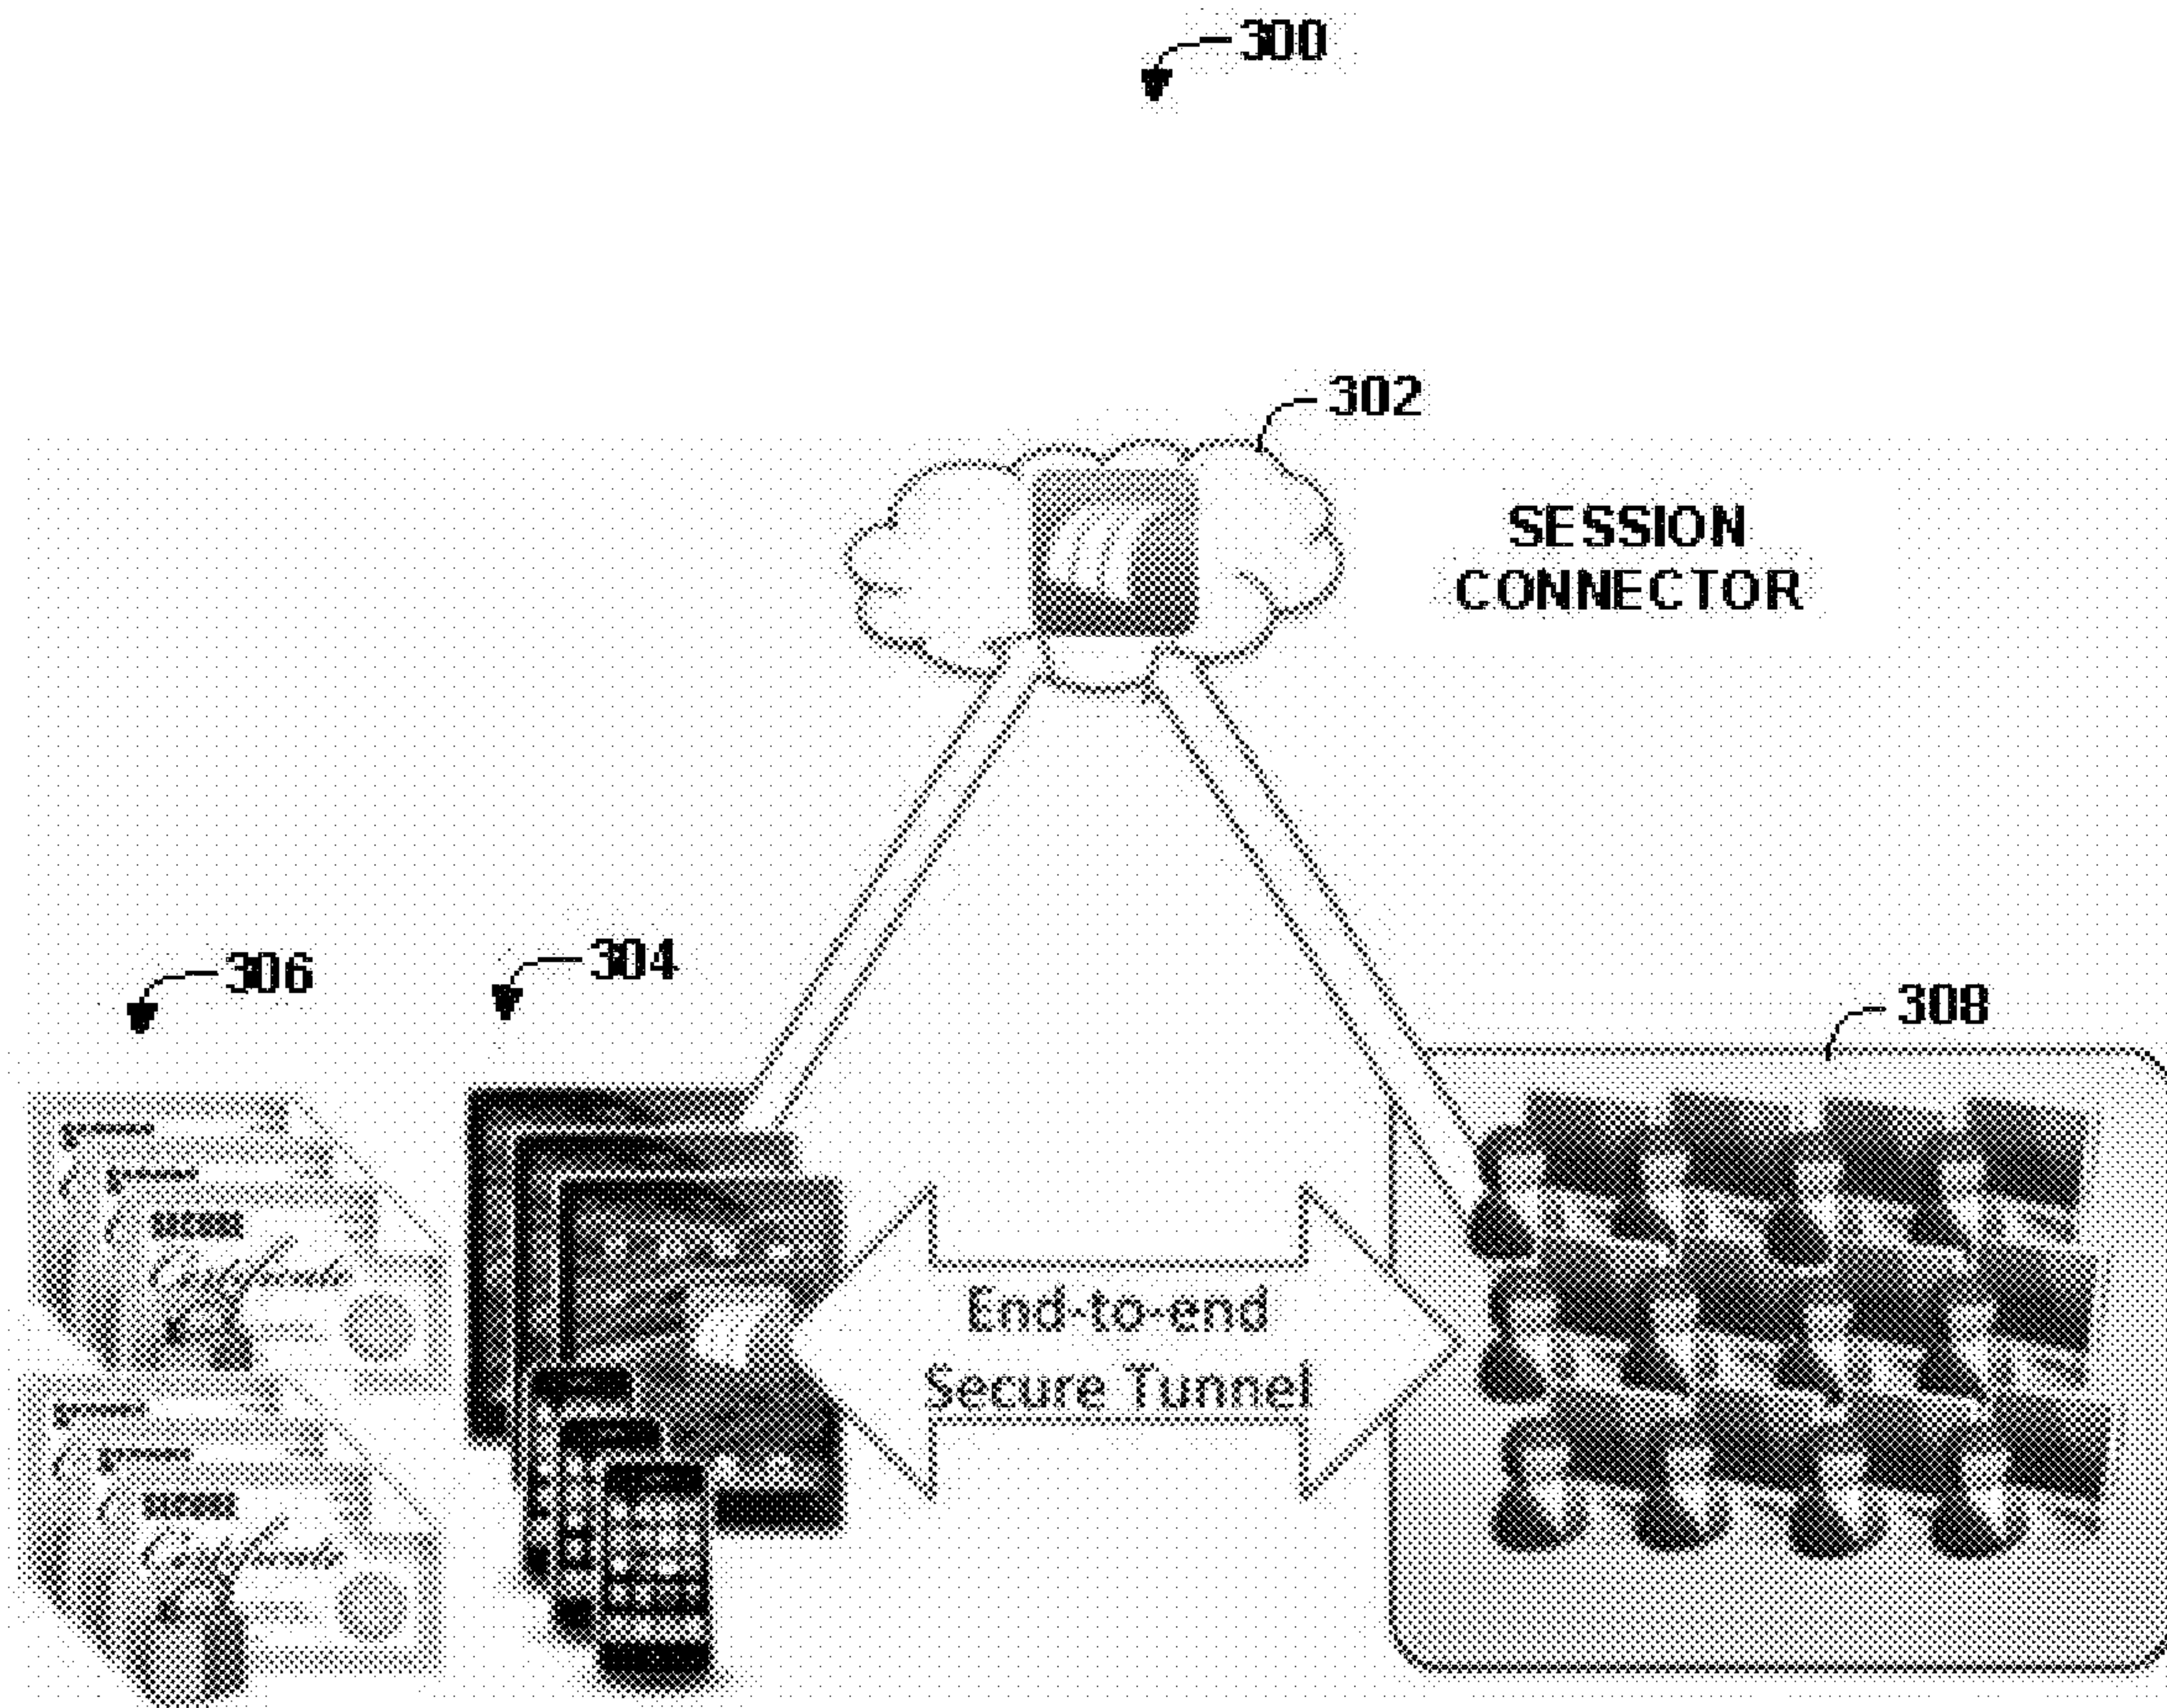 300
302
SESSION
CONNECTOR
306
304
308
End-to-end
Secure Tunnel